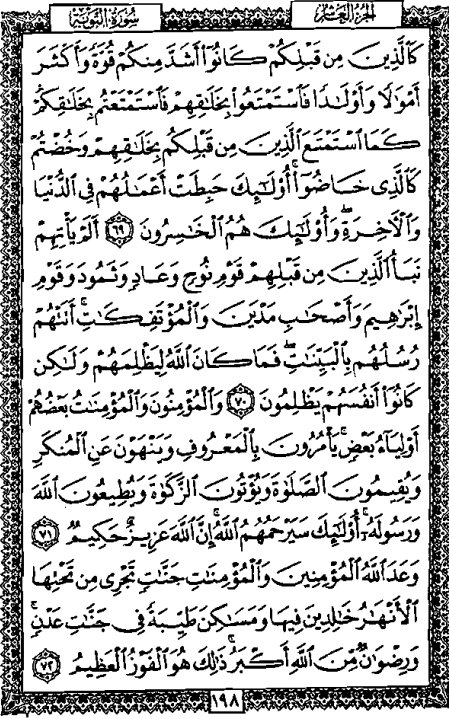 الجزء العاشر
سورة التوبة
كَٱلَّذِينَ مِن قَبْلِكُمْ كَانُوٓا۟ أَشَدَّ مِنكُمْ قُوَّةً وَأَكْثَرَ
أَمْوَٰلًا وَأَوْلَٰدًا فَٱسْتَمْتَعُوا۟ بِخَلَٰقِهِمْ فَٱسْتَمْتَعْتُم بِخَلَٰقِكُمْ
كَمَا ٱسْتَمْتَعَ ٱلَّذِينَ مِن قَبْلِكُم بِخَلَٰقِهِمْ وَخُضْتُمْ
كَٱلَّذِى خَاضُوٓا۟ ۚ أُو۟لَٰٓئِكَ حَبِطَتْ أَعْمَٰلُهُمْ فِى ٱلدُّنْيَا
وَٱلْءَاخِرَةِ ۖ وَأُو۟لَٰٓئِكَ هُمُ ٱلْخَٰسِرُونَ ٦٩ أَلَمْ يَأْتِهِمْ
نَبَأُ ٱلَّذِينَ مِن قَبْلِهِمْ قَوْمِ نُوحٍ وَعَادٍ وَثَمُودَ وَقَوْمِ
إِبْرَٰهِيمَ وَأَصْحَٰبِ مَدْيَنَ وَٱلْمُؤْتَفِكَٰتِ ۚ أَتَتْهُمْ
رُسُلُهُم بِٱلْبَيِّنَٰتِ ۖ فَمَا كَانَ ٱللَّهُ لِيَظْلِمَهُمْ وَلَٰكِن
كَانُوٓا۟ أَنفُسَهُمْ يَظْلِمُونَ ٧٠ وَٱلْمُؤْمِنُونَ وَٱلْمُؤْمِنَٰتُ بَعْضُهُمْ
أَوْلِيَآءُ بَعْضٍ ۚ يَأْمُرُونَ بِٱلْمَعْرُوفِ وَيَنْهَوْنَ عَنِ ٱلْمُنكَرِ
وَيُقِيمُونَ ٱلصَّلَوٰةَ وَيُؤْتُونَ ٱلزَّكَوٰةَ وَيُطِيعُونَ ٱللَّهَ
وَرَسُولَهُۥٓ ۚ أُو۟لَٰٓئِكَ سَيَرْحَمُهُمُ ٱللَّهُ ۗ إِنَّ ٱللَّهَ عَزِيزٌ حَكِيمٌ ٧١
وَعَدَ ٱللَّهُ ٱلْمُؤْمِنِينَ وَٱلْمُؤْمِنَٰتِ جَنَّٰتٍ تَجْرِى مِن تَحْتِهَا
ٱلْأَنْهَٰرُ خَٰلِدِينَ فِيهَا وَمَسَٰكِنَ طَيِّبَةً فِى جَنَّٰتِ عَدْنٍ ۚ
وَرِضْوَٰنٌ مِّنَ ٱللَّهِ أَكْبَرُ ۚ ذَٰلِكَ هُوَ ٱلْفَوْزُ ٱلْعَظِيمُ ٧٢
١٩٨